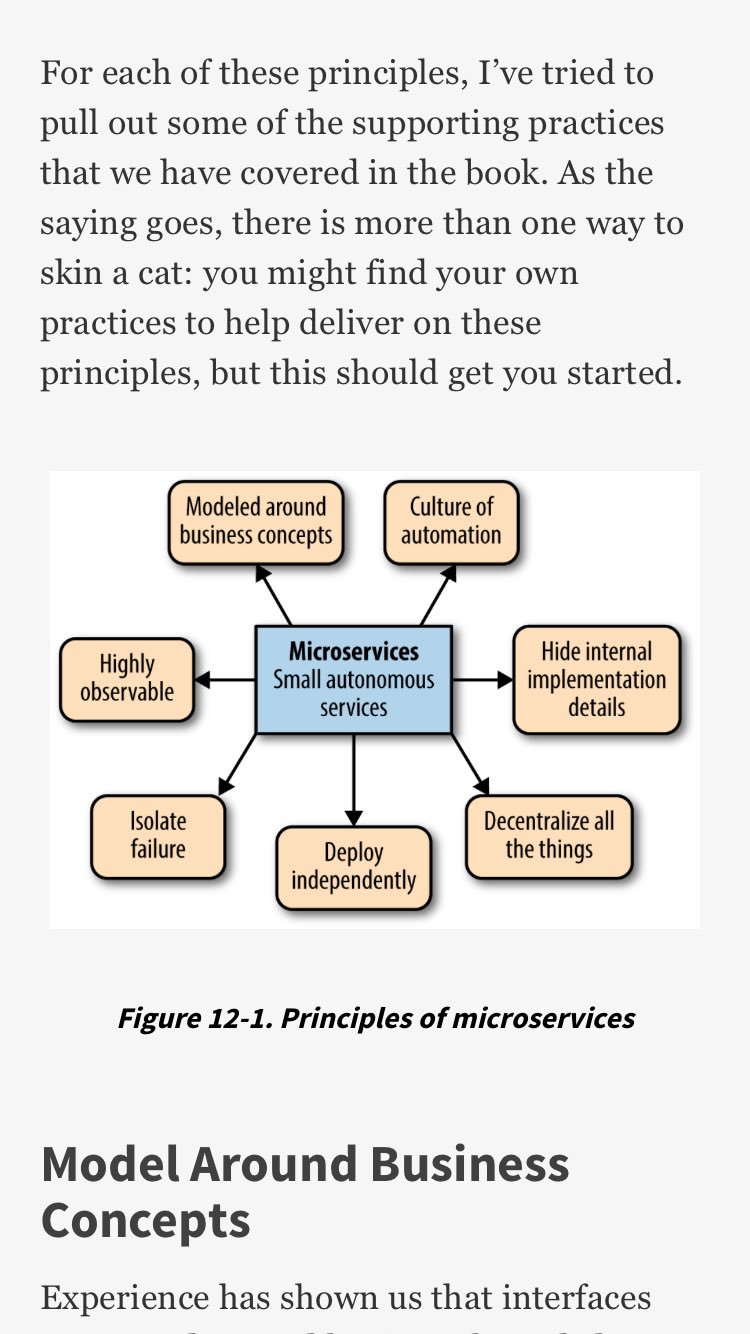 For each of these principles, I’ve tried to
pull out some of the supporting practices
that we have covered in the book. As the
saying goes, there is more than one way to
skin a cat: you might find your own
practices to help deliver on these
principles, but this should get you started.
Modeled around
business concepts
Culture of
automation
Highly
observable
Microservices
Small autonomous
services
Hide internal
implementation
details
Isolate
failure
Deploy
independently
Decentralize all
the things
Figure 12-1. Principles of microservices
Model Around Business
Concepts
Experience has shown us that interfaces